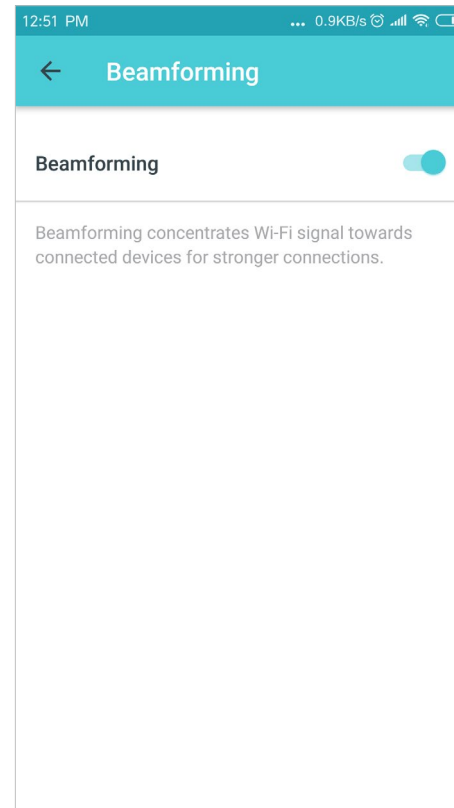 12:51 PM ... 0.9KB/s
Beamforming
Beamforming
Beamforming concentrates Wi-Fi signal towards
connected devices for stronger connections.